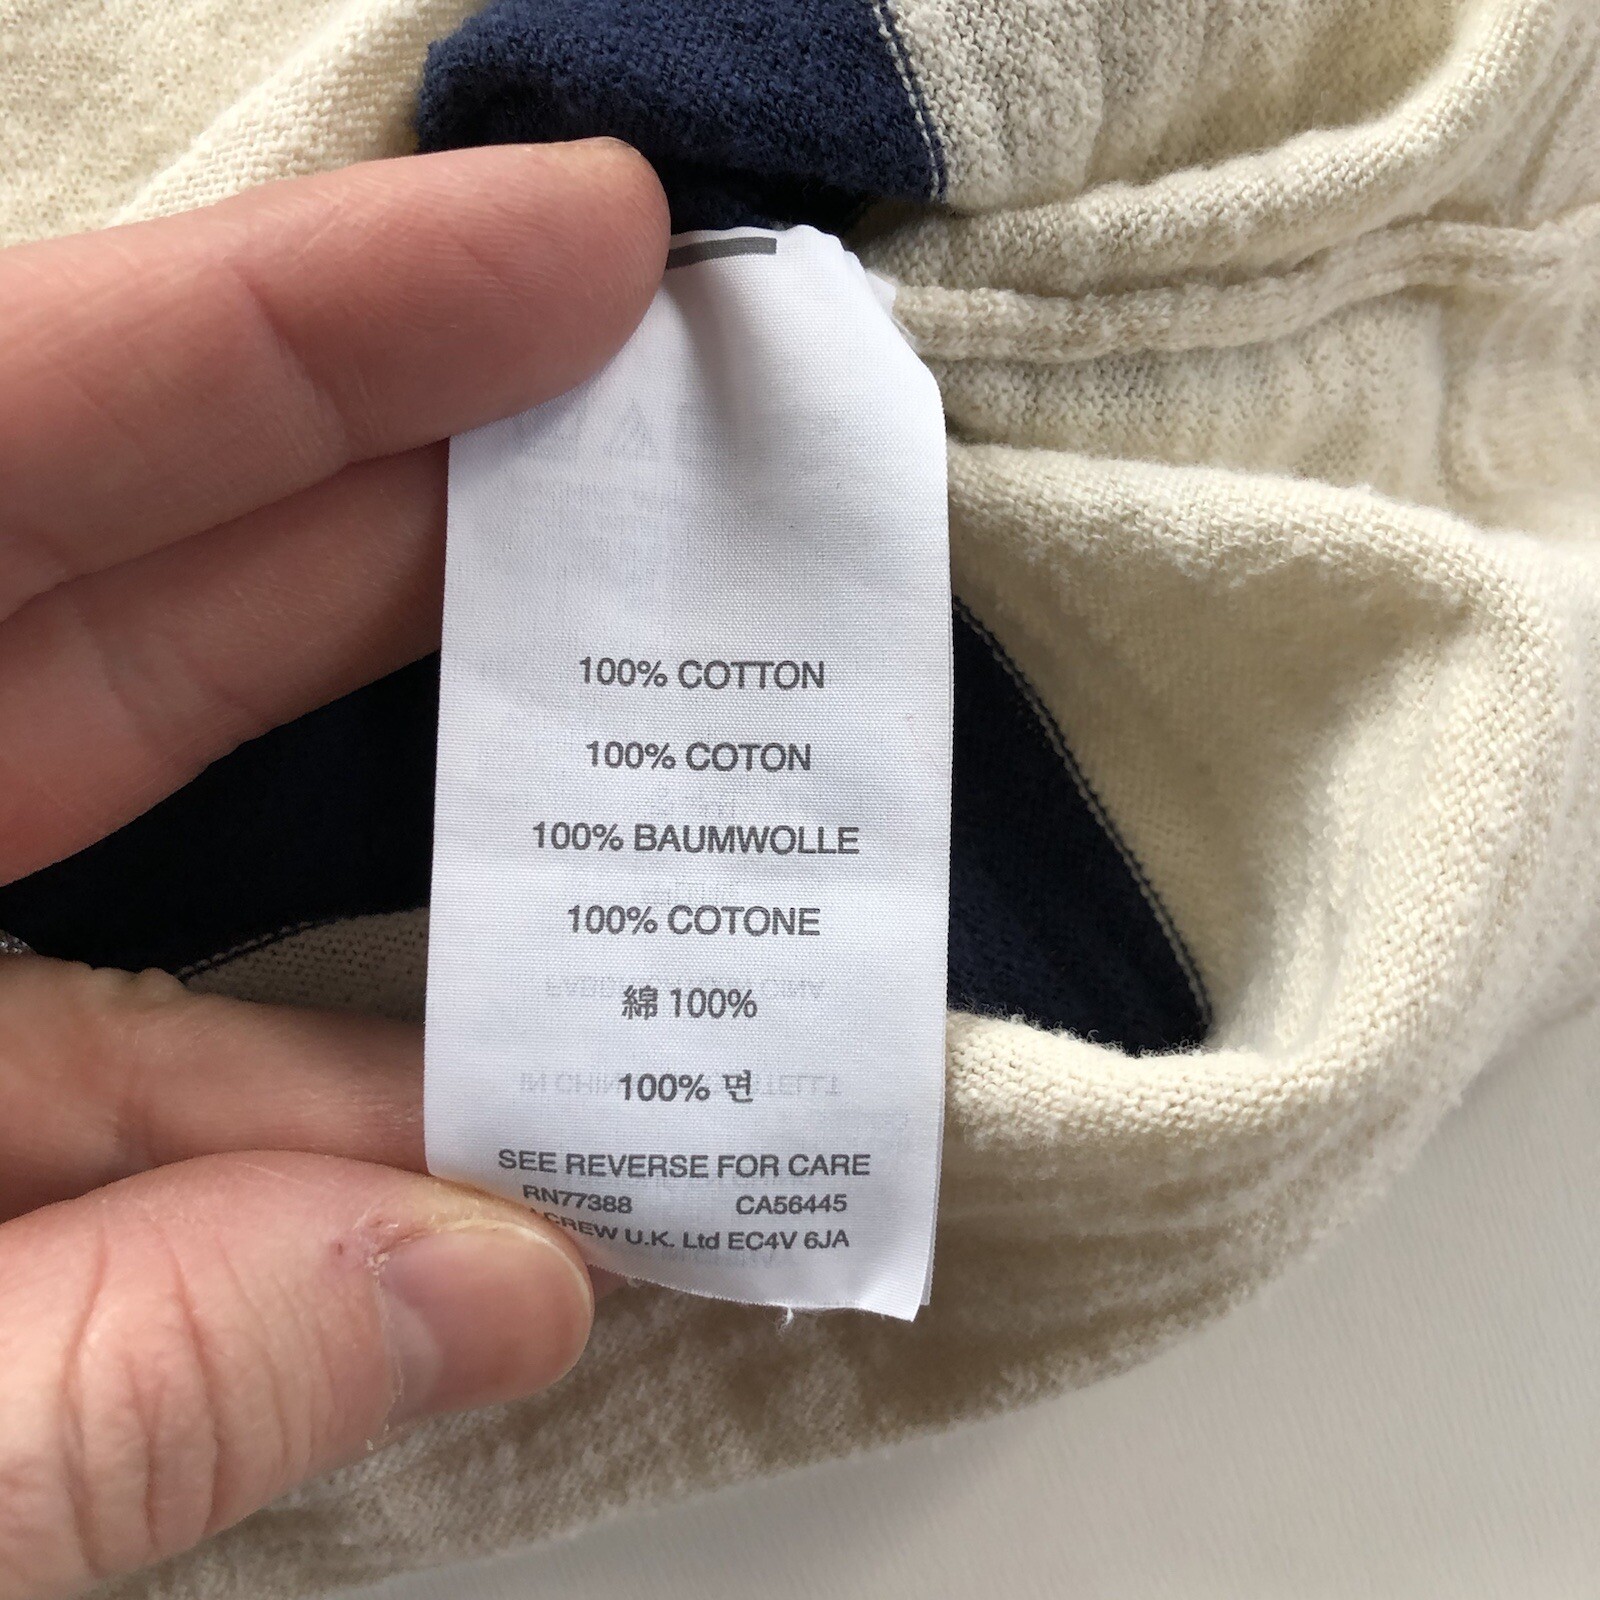 100% COTTON
100% COTON
100% BAUMWOLLE
100% COTONE
綿 100%
100% 면
SEE REVERSE FOR CARE
RN77388 CA56445
CREW U.K. Ltd EC4V 6JA